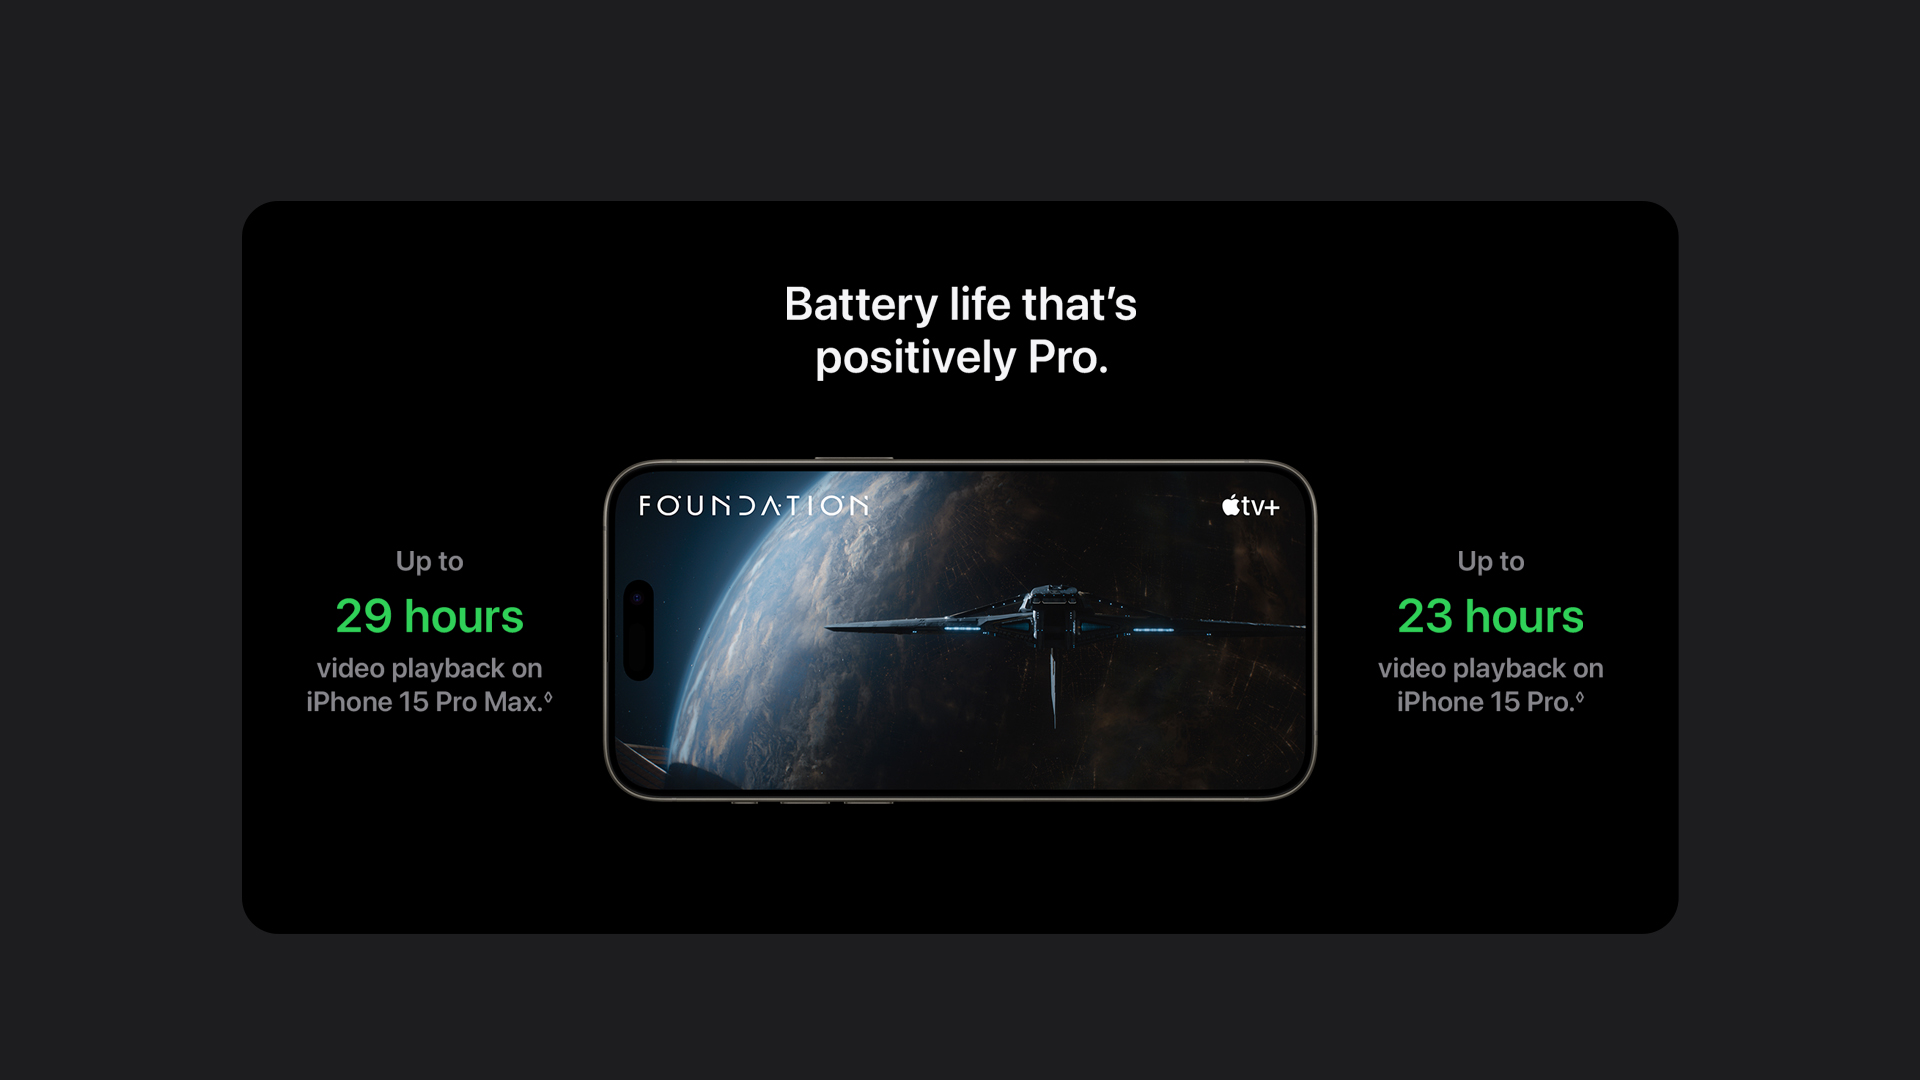 Battery life that’s
positively Pro.
FOUNDATION
tv+
Up to
29 hours
video playback on
iPhone 15 Pro Max.◊
Up to
23 hours
video playback on
iPhone 15 Pro.◊